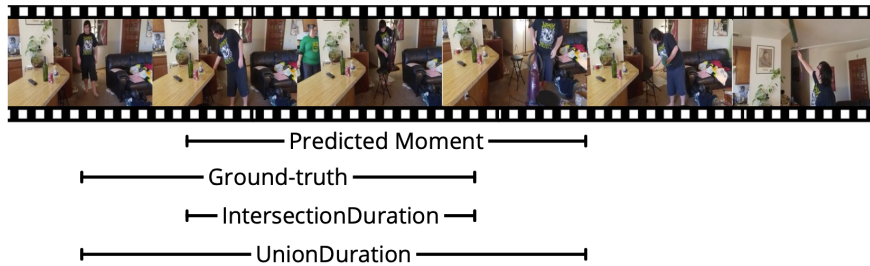 Predicted Moment
Ground-truth
IntersectionDuration
UnionDuration